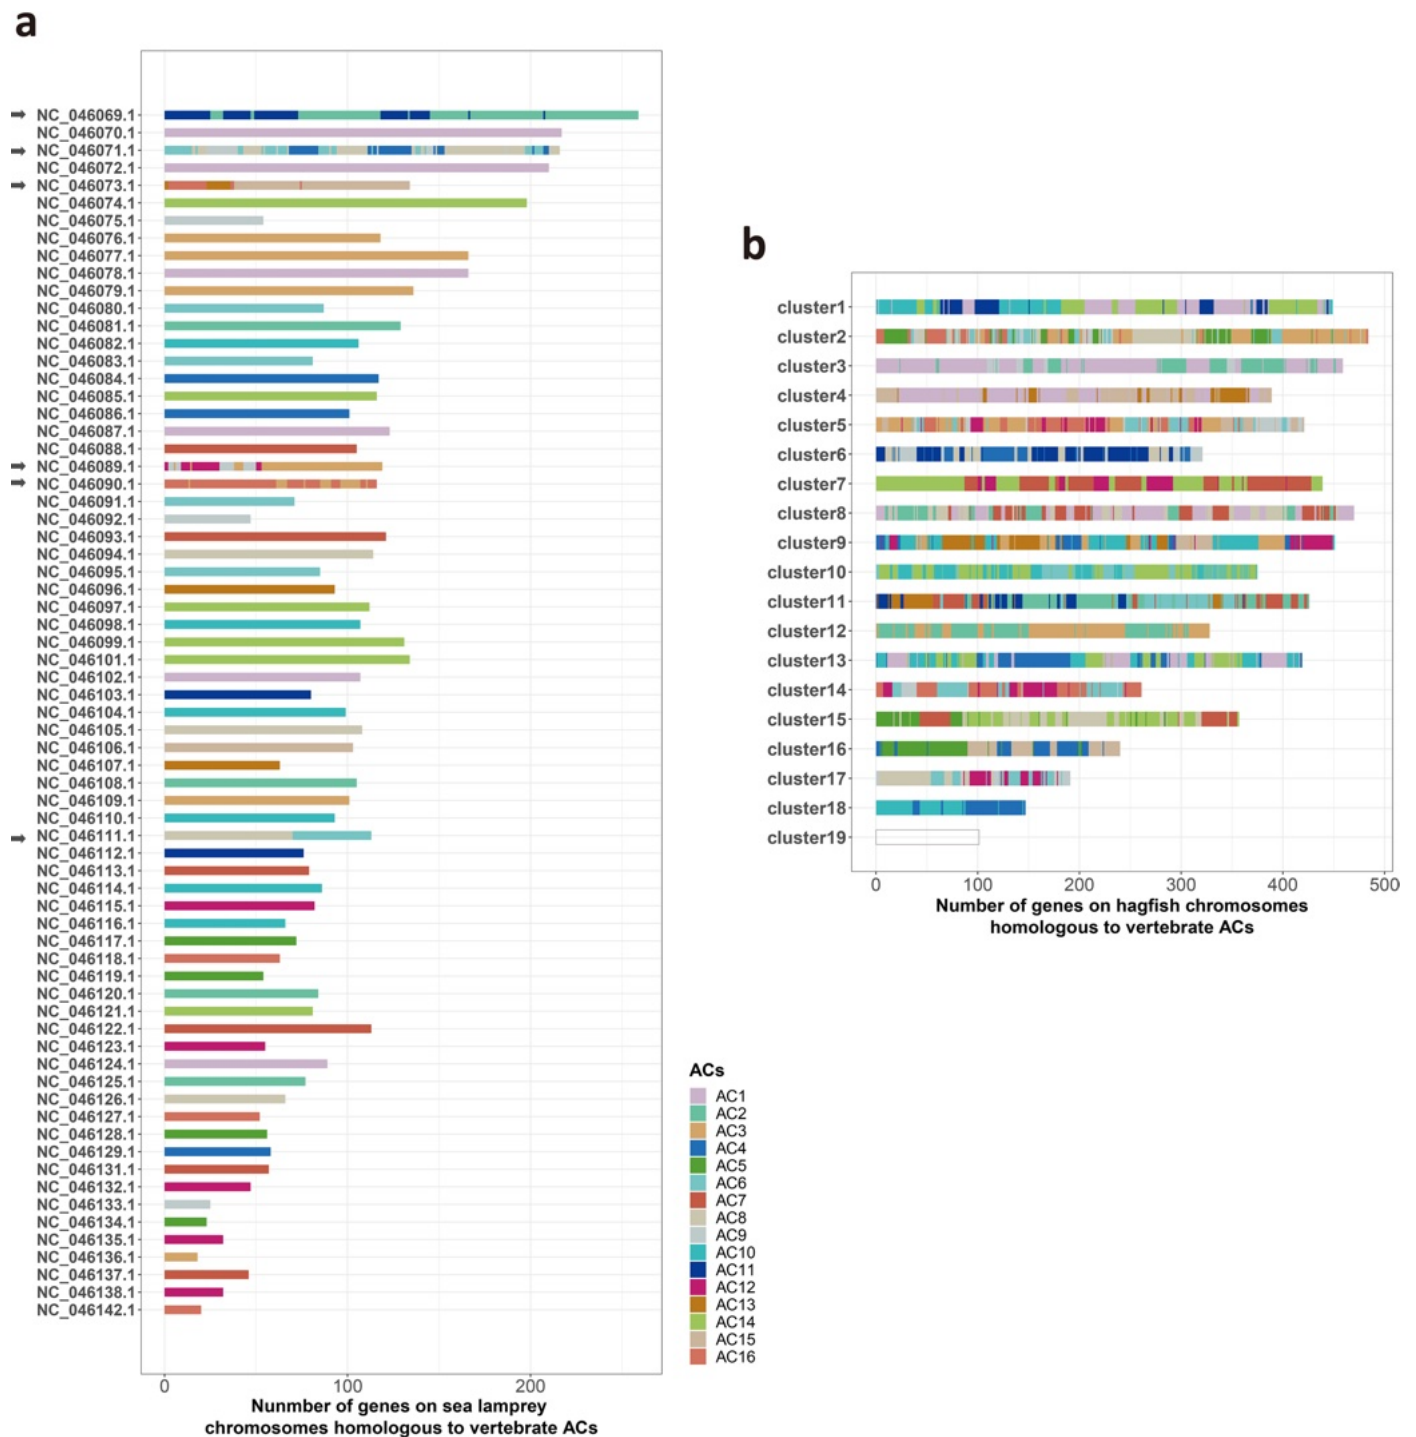 a
NC_046069.1
NC_046070.1
NC_046071.1
NC_046072.1
NC_046073.1
NC_046074.1
NC_046075.1
NC_046076.1
NC_046077.1
NC_046078.1
NC_046079.1
NC_046080.1
NC_046081.1
NC_046082.1
NC_046083.1
NC_046084.1
NC_046085.1
NC_046086.1
NC_046087.1
NC_046088.1
NC_046089.1
NC_046090.1
NC_046091.1
NC_046092.1
NC_046093.1
NC_046094.1
NC_046095.1
NC_046096.1
NC_046097.1
NC_046098.1
NC_046099.1
NC_046101.1
NC_046102.1
NC_046103.1
NC_046104.1
NC_046105.1
NC_046106.1
NC_046107.1
NC_046108.1
NC_046109.1
NC_046110.1
NC_046111.1
NC_046112.1
NC_046113.1
NC_046114.1
NC_046115.1
NC_046116.1
NC_046117.1
NC_046118.1
NC_046119.1
NC_046120.1
NC_046121.1
NC_046122.1
NC_046123.1
NC_046124.1
NC_046125.1
NC_046126.1
NC_046127.1
NC_046128.1
NC_046129.1
NC_046131.1
NC_046132.1
NC_046133.1
NC_046134.1
NC_046135.1
NC_046136.1
NC_046137.1
NC_046138.1
NC_046142.1
0 100 200
Nunmber of genes on sea lamprey
chromosomes homologous to vertebrate ACs
b
cluster1
cluster2
cluster3
cluster4
cluster5
cluster6
cluster7
cluster8
cluster9
cluster10
cluster11
cluster12
cluster13
cluster14
cluster15
cluster16
cluster17
cluster18
cluster19
0 100 200 300 400 500
Number of genes on hagfish chromosomes
homologous to vertebrate ACs
ACs
AC1
AC2
AC3
AC4
AC5
AC6
AC7
AC8
AC9
AC10
AC11
AC12
AC13
AC14
AC15
AC16